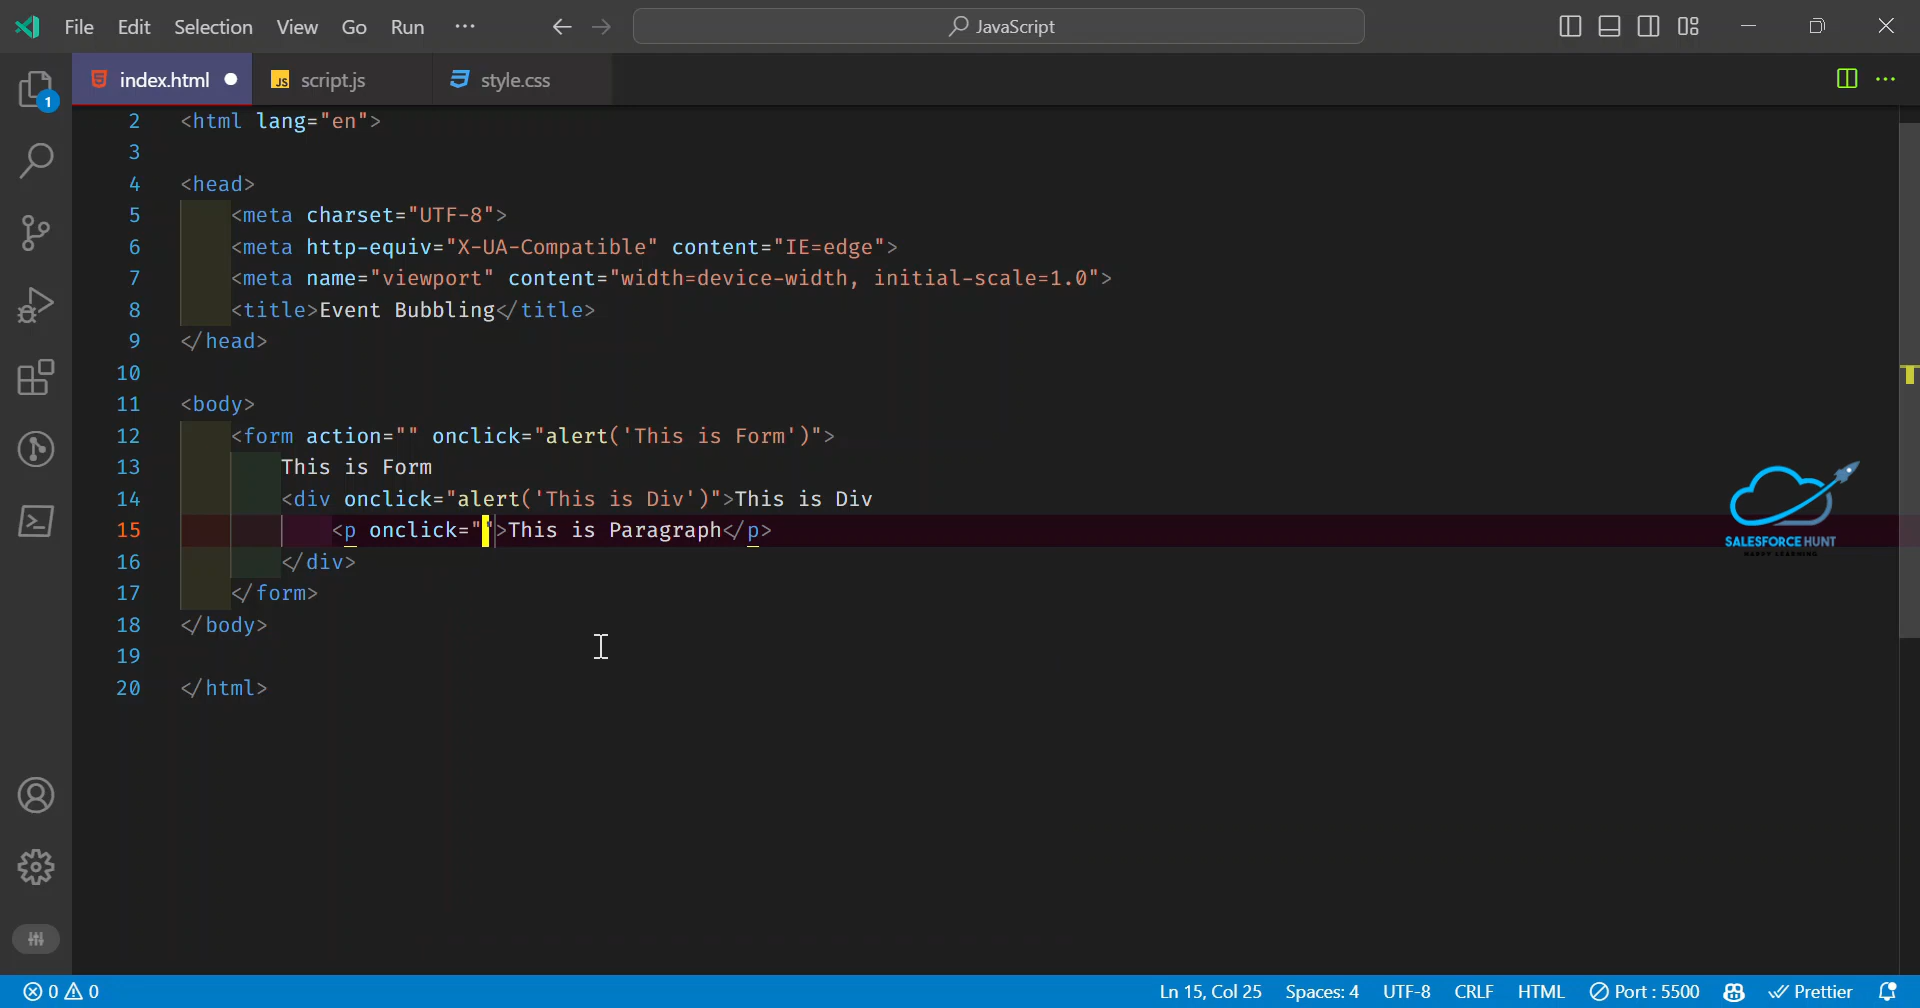 File Edit Selection View Go Run ··· JavaScript
index.html script.js style.css
1
2 <html lang="en">
3
4 <head>
5 <meta charset="UTF-8">
6 <meta http-equiv="X-UA-Compatible" content="IE=edge">
7 <meta name="viewport" content="width=device-width, initial-scale=1.0">
8 <title>Event Bubbling</title>
9 </head>
10
11 <body>
12 <form action="" onclick="alert('This is Form')">
13 This is Form
14 <div onclick="alert('This is Div')">This is Div
15 <p onclick="">This is Paragraph</p>
16 </div>
17 </form>
18 </body>
19
20 </html>
SALESFORCE HUNT
HAPPY LEARNING
0 0 Ln 15, Col 25 Spaces: 4 UTF-8 CRLF HTML Port : 5500 Prettier